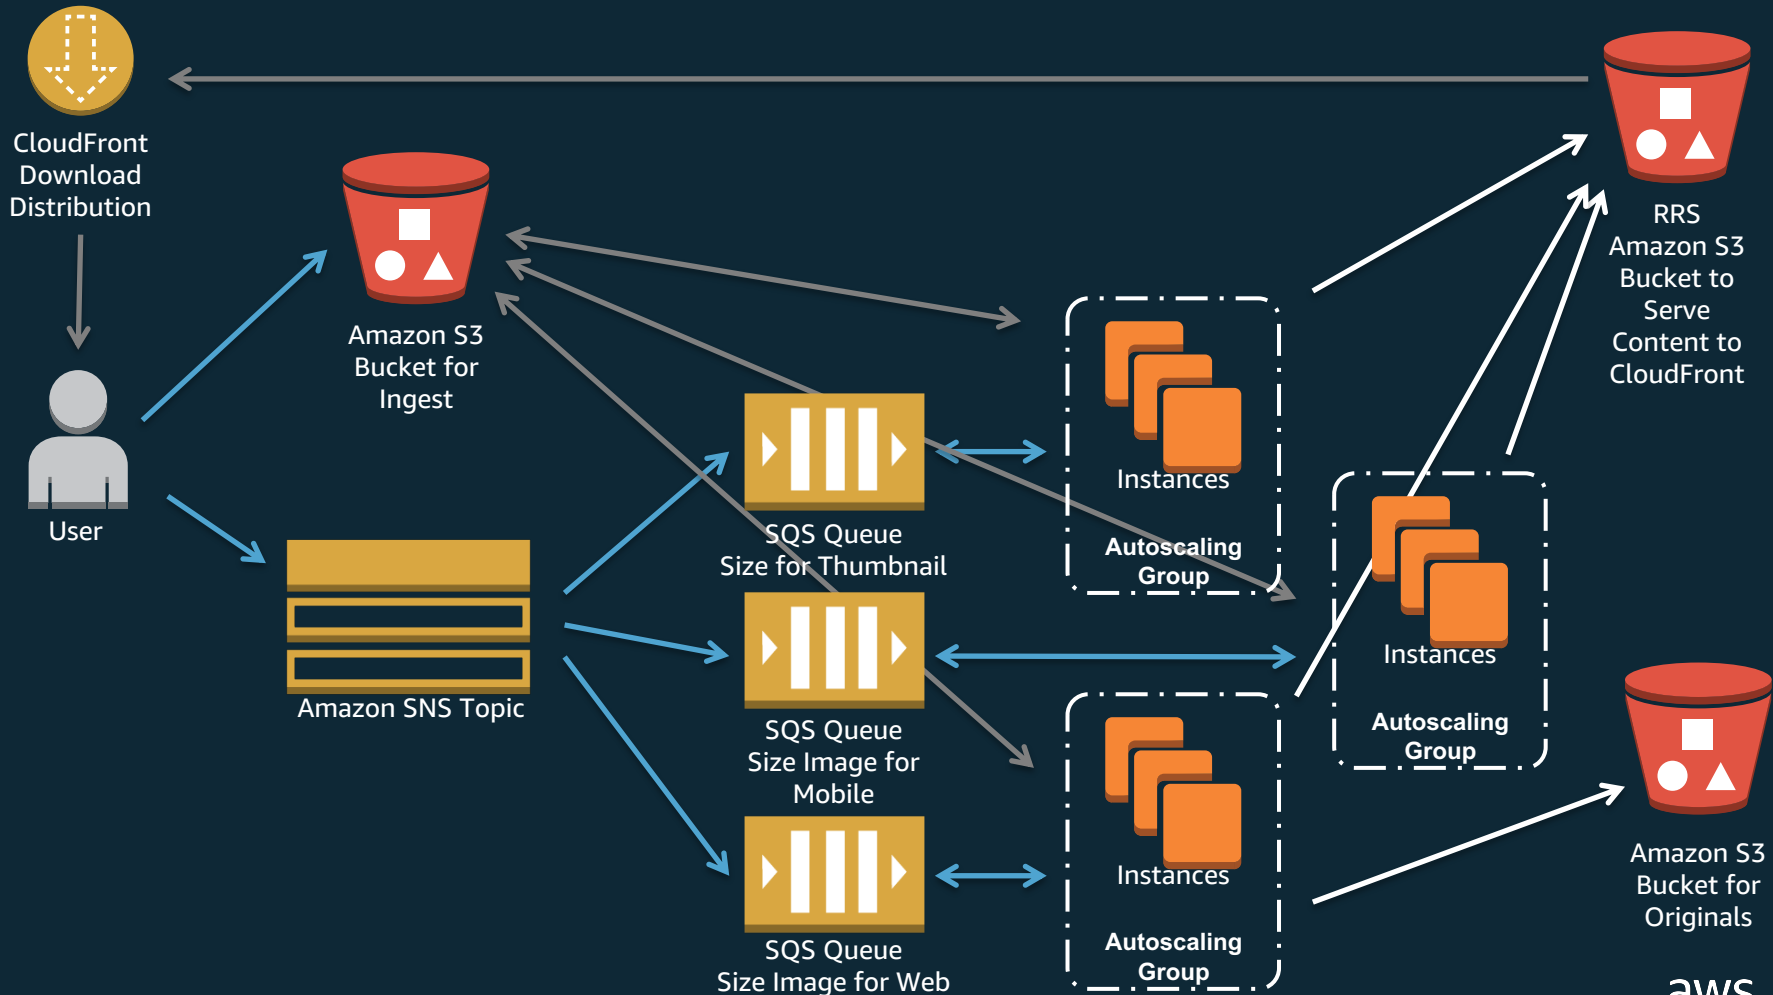 CloudFront
Download
Distribution
User
Amazon S3
Bucket for
Ingest
Amazon SNS Topic
SQS Queue
Size for Thumbnail
SQS Queue
Size Image for
Mobile
SQS Queue
Size Image for Web
Instances
Autoscaling
Group
Instances
Autoscaling
Group
Instances
Autoscaling
Group
RRS
Amazon S3
Bucket to
Serve
Content to
CloudFront
Amazon S3
Bucket for
Originals
aws